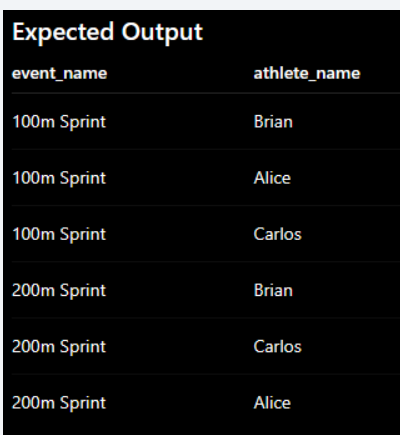 Expected Output
event_name athlete_name
100m Sprint Brian
100m Sprint Alice
100m Sprint Carlos
200m Sprint Brian
200m Sprint Carlos
200m Sprint Alice